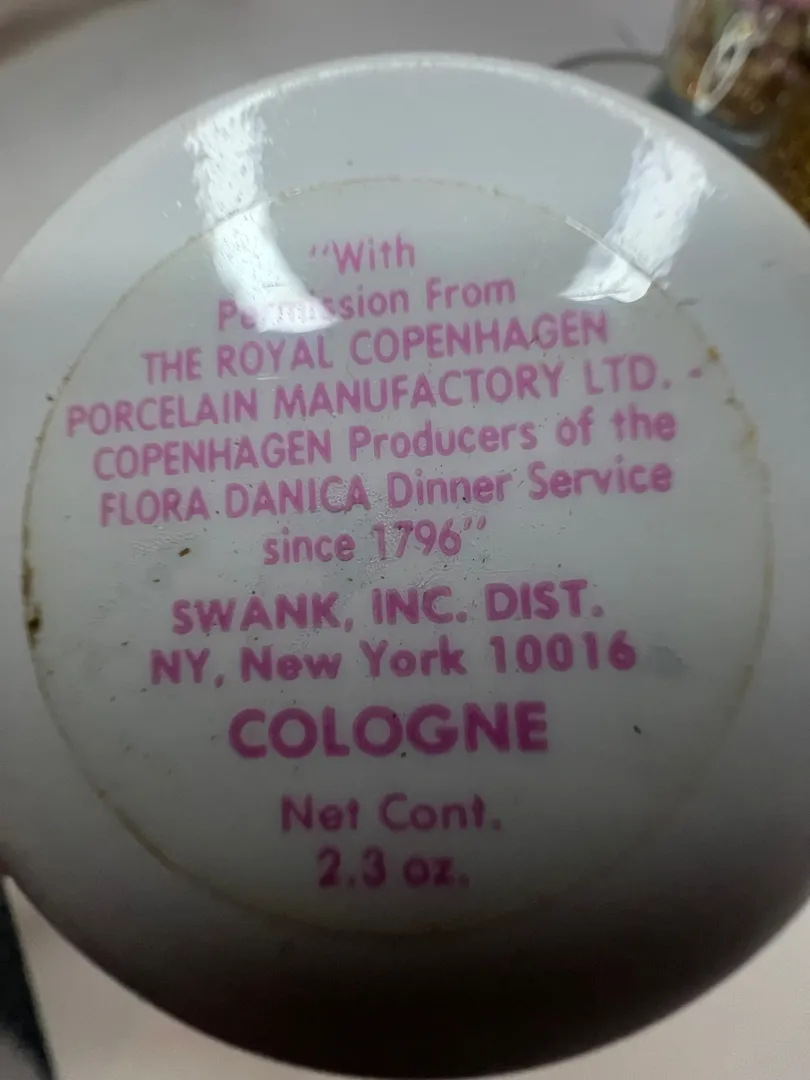 “With
Permission From
THE ROYAL COPENHAGEN
PORCELAIN MANUFACTORY LTD. -
COPENHAGEN Producers of the
FLORA DANICA Dinner Service
since 1796”
SWANK, INC. DIST.
NY, New York 10016
COLOGNE
Net Cont.
2.3 oz.